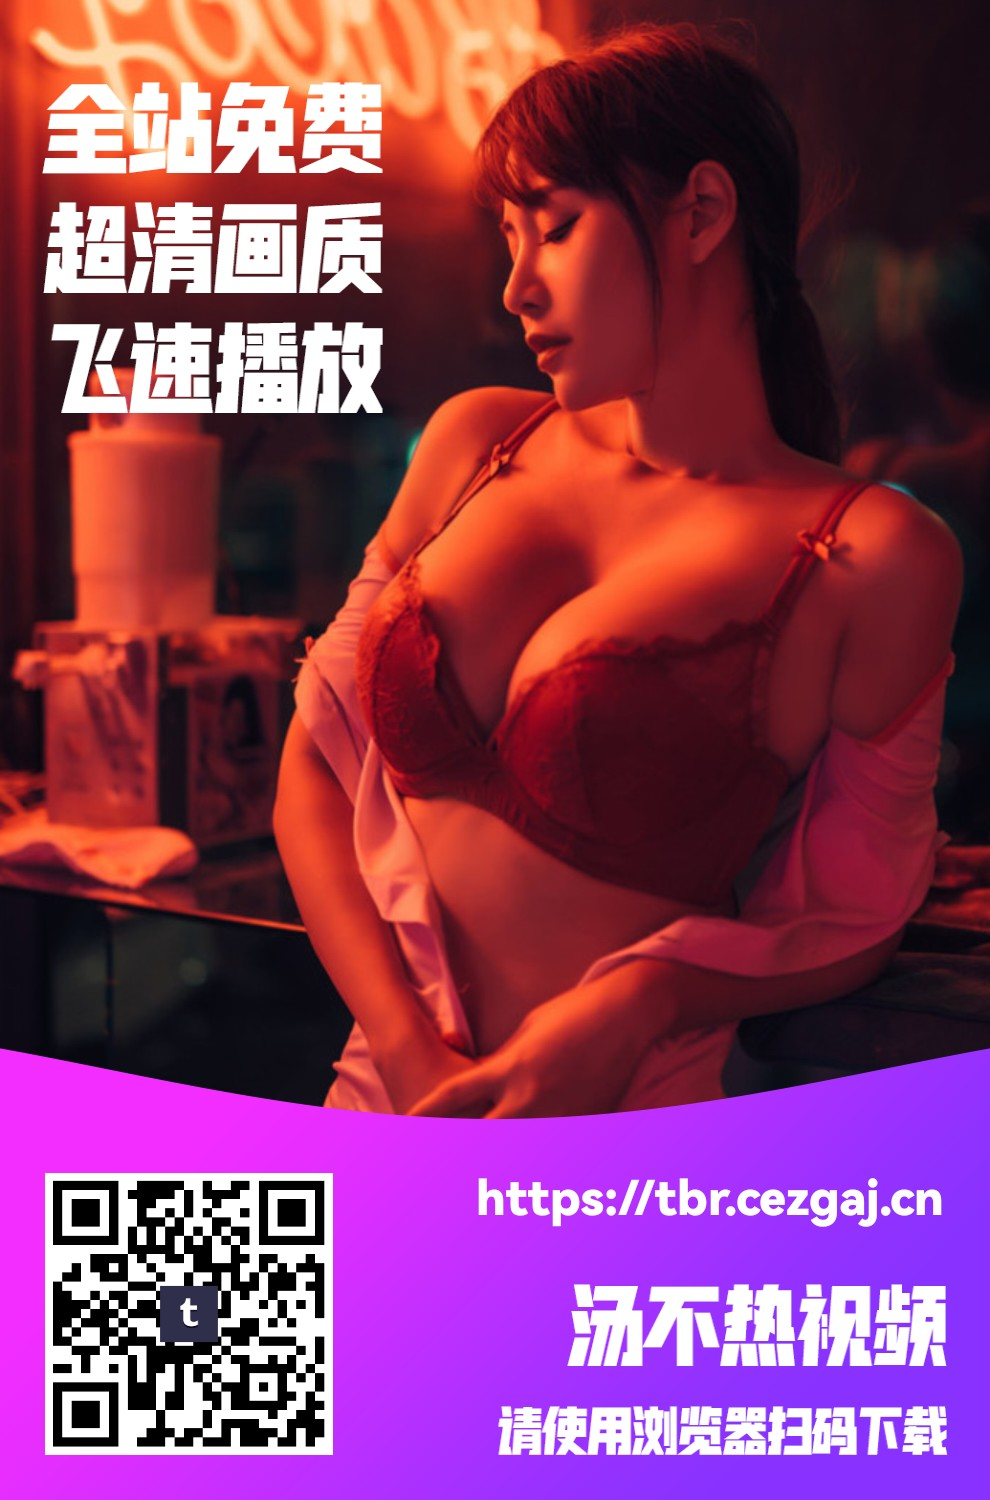 全站免费
超清画质
飞速播放
https://tbr.cezgaj.cn
t
汤不热视频
请使用浏览器扫码下载